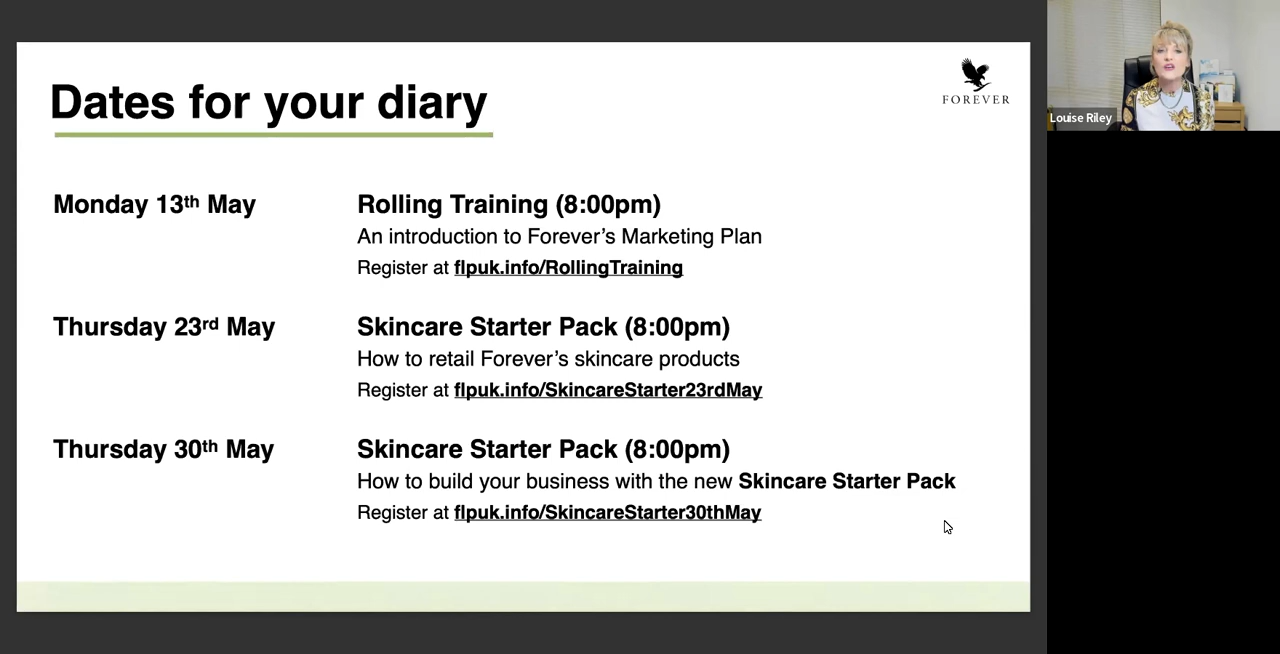 Dates for your diary
FOREVER
Louise Riley
Monday 13th May
Rolling Training (8:00pm)
An introduction to Forever’s Marketing Plan
Register at flpuk.info/RollingTraining
Thursday 23rd May
Skincare Starter Pack (8:00pm)
How to retail Forever’s skincare products
Register at flpuk.info/SkincareStarter23rdMay
Thursday 30th May
Skincare Starter Pack (8:00pm)
How to build your business with the new Skincare Starter Pack
Register at flpuk.info/SkincareStarter30thMay